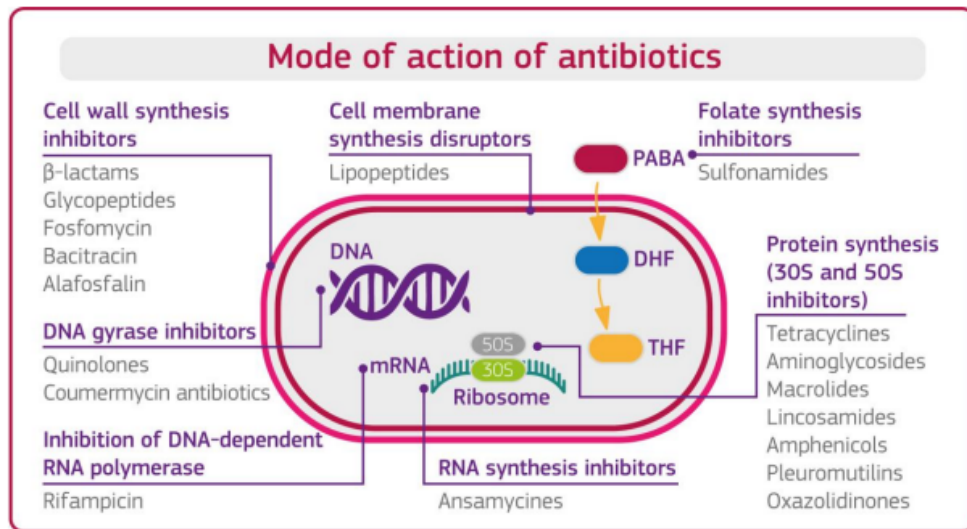 Mode of action of antibiotics
Cell wall synthesis
inhibitors
β-lactams
Glycopeptides
Fosfomycin
Bacitracin
Alafosfalin
Cell membrane
synthesis disruptors
Lipopeptides
Folate synthesis
inhibitors
Sulfonamides
PABA
DHF
THF
DNA
DNA gyrase inhibitors
Quinolones
Coumermycin antibiotics
mRNA
50S
30S
Ribosome
Protein synthesis
(30S and 50S
inhibitors)
Tetracyclines
Aminoglycosides
Macrolides
Lincosamides
Amphenicols
Pleuromutilins
Oxazolidinones
Inhibition of DNA-dependent
RNA polymerase
Rifampicin
RNA synthesis inhibitors
Ansamycines